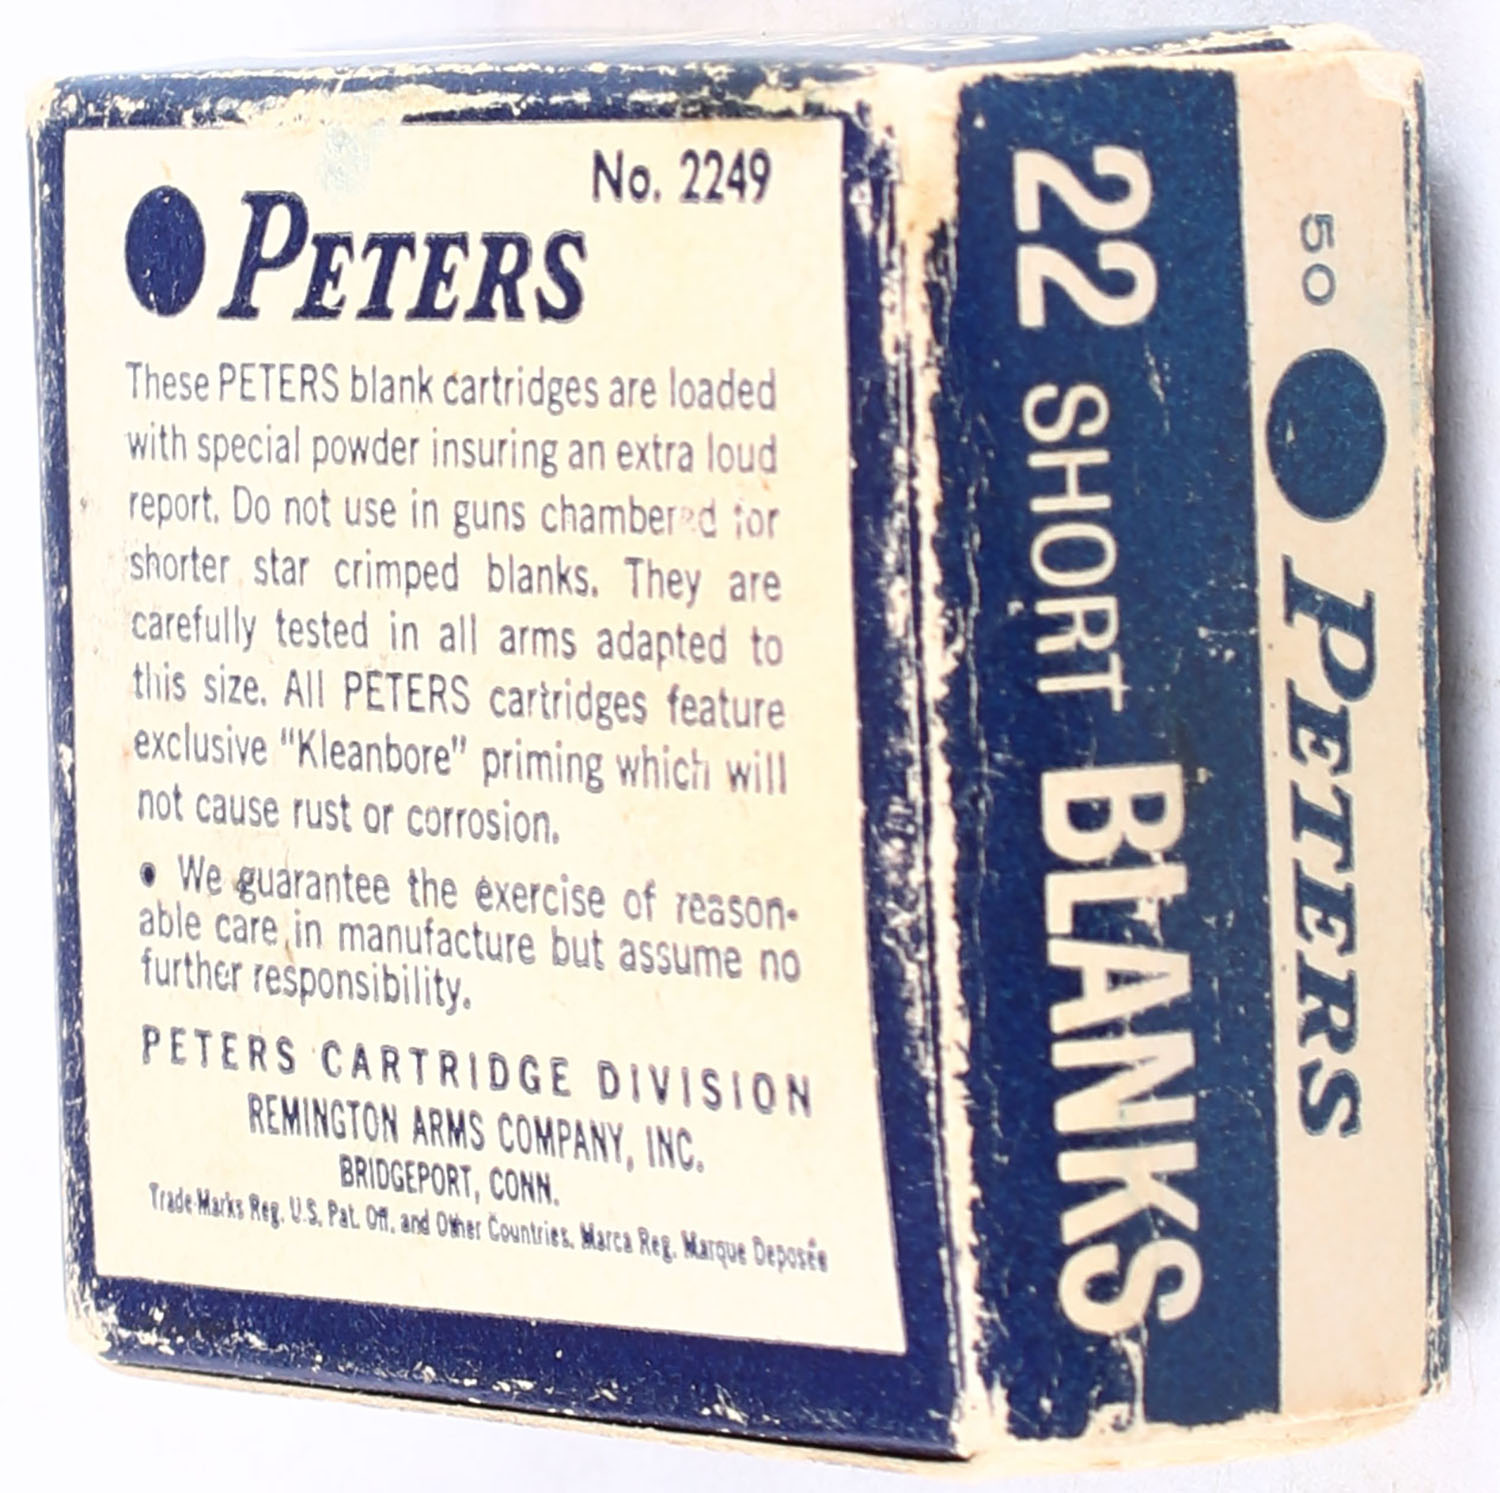 No. 2249
PETERS
These PETERS blank cartridges are loaded
with special powder insuring an extra loud
report. Do not use in guns chambered for
shorter star crimped blanks. They are
carefully tested in all arms adapted to
this size. All PETERS cartridges feature
exclusive "Kleanbore" priming which will
not cause rust or corrosion.
• We guarantee the exercise of reason-
able care in manufacture but assume no
further responsibility.
PETERS CARTRIDGE DIVISION
REMINGTON ARMS COMPANY, INC.
BRIDGEPORT, CONN.
Trade-Marks Reg. U.S. Pat. Off. and Other Countries. Marca Reg. Marque Deposée
50 PETERS
22 SHORT BLANKS